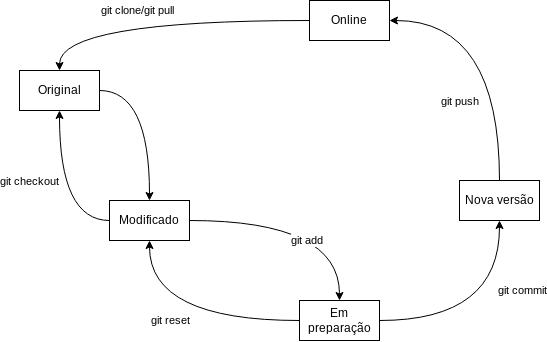 git clone/git pull
Online
Original
git push
git checkout
Nova versão
Modificado
git add
git commit
Em
preparação
git reset